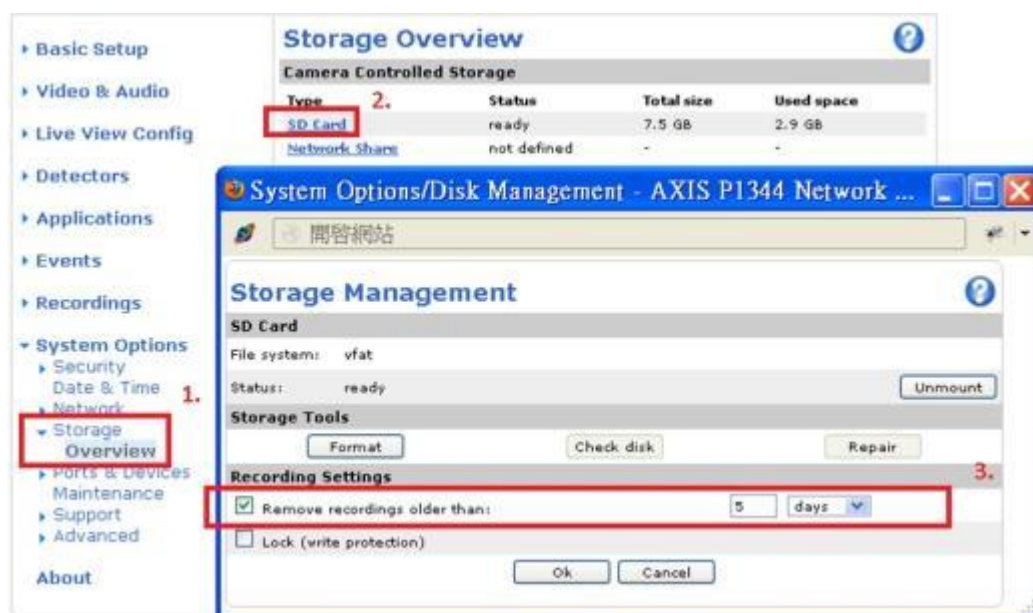 Basic Setup
Video & Audio
Live View Config
Detectors
Applications
Events
Recordings
System Options
Security
Date & Time
1.
Network
Storage
Overview
Ports & Devices
Maintenance
Support
Advanced
About
Storage Overview
Camera Controlled Storage
Type 2. Status Total size Used space
SD Card ready 7.5 GB 2.9 GB
Network Share not defined - -
System Options/Disk Management - AXIS P1344 Network ...
開啓網站
Storage Management
SD Card
File system: vfat
Status: ready Unmount
Storage Tools
Format Check disk Repair
Recording Settings 3.
Remove recordings older than: 5 days
Lock (write protection)
Ok Cancel